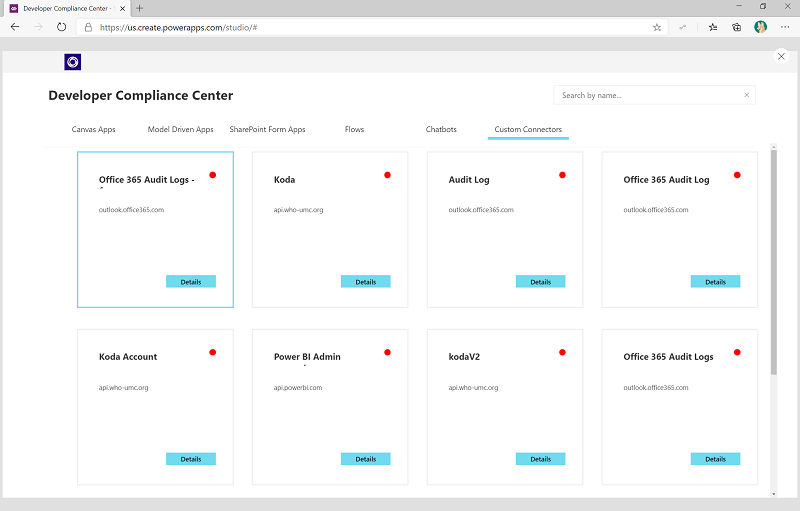 Developer Compliance Center -
https://us.create.powerapps.com/studio/#
Developer Compliance Center
Search by name...
Canvas Apps Model Driven Apps SharePoint Form Apps Flows Chatbots Custom Connectors
Office 365 Audit Logs -
outlook.office365.com
Details
Koda
api.who-umc.org
Details
Audit Log
outlook.office365.com
Details
Office 365 Audit Log
outlook.office365.com
Details
Koda Account
api.who-umc.org
Details
Power BI Admin
api.powerbi.com
Details
kodaV2
api.who-umc.org
Details
Office 365 Audit Logs
outlook.office365.com
Details